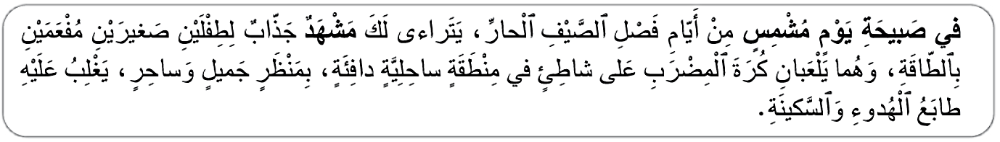 في صَبيحَةِ يَوْمٍ مُشْمِسٍ مِنْ أَيّامِ فَصْلِ ٱلصَّيْفِ ٱلْحارِّ، يَتَراءى لَكَ مَشْهَدٌ جَذّابٌ لِطِفْلَيْنِ صَغيرَيْنِ مُفْعَمَيْنِ
بِٱلطّاقَةِ، وَهُما يَلْعَبانِ كُرَةَ ٱلْمِضْرَبِ عَلى شاطِئٍ في مِنْطَقَةٍ ساحِلِيَّةٍ دافِئَةٍ، بِمَنْظَرٍ جَميلٍ وَساحِرٍ، يَغْلِبُ عَلَيْهِ
طابَعُ ٱلْهُدوءِ وَٱلسَّكينَةِ.